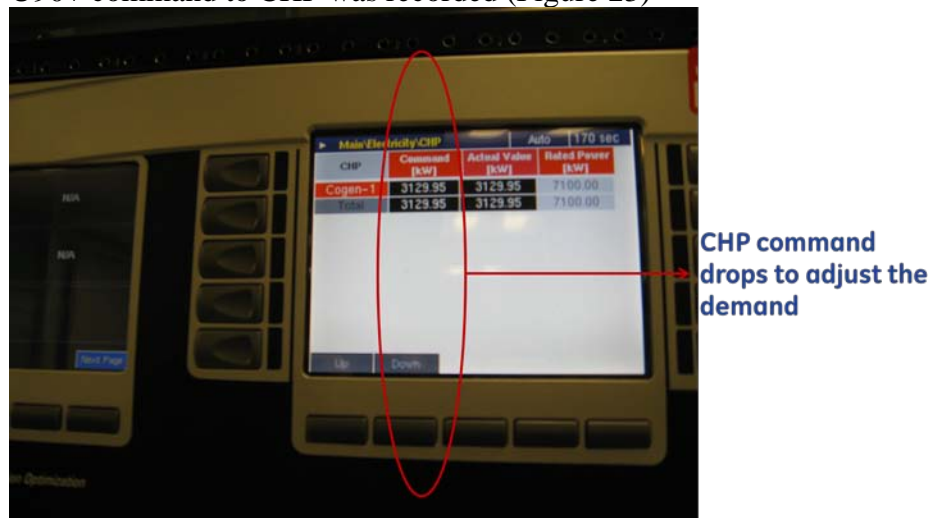 C90+ command to CHP was recorded (Figure 23)
Main\Electricity\CHP Auto 170 sec
CHP Command [kW] Actual Value [kW] Rated Power [kW]
Cogen-1 3129.95 3129.95 7100.00
Total 3129.95 3129.95 7100.00
Up Down
N/A
N/A
Next Page
Optimization
CHP command
drops to adjust the
demand